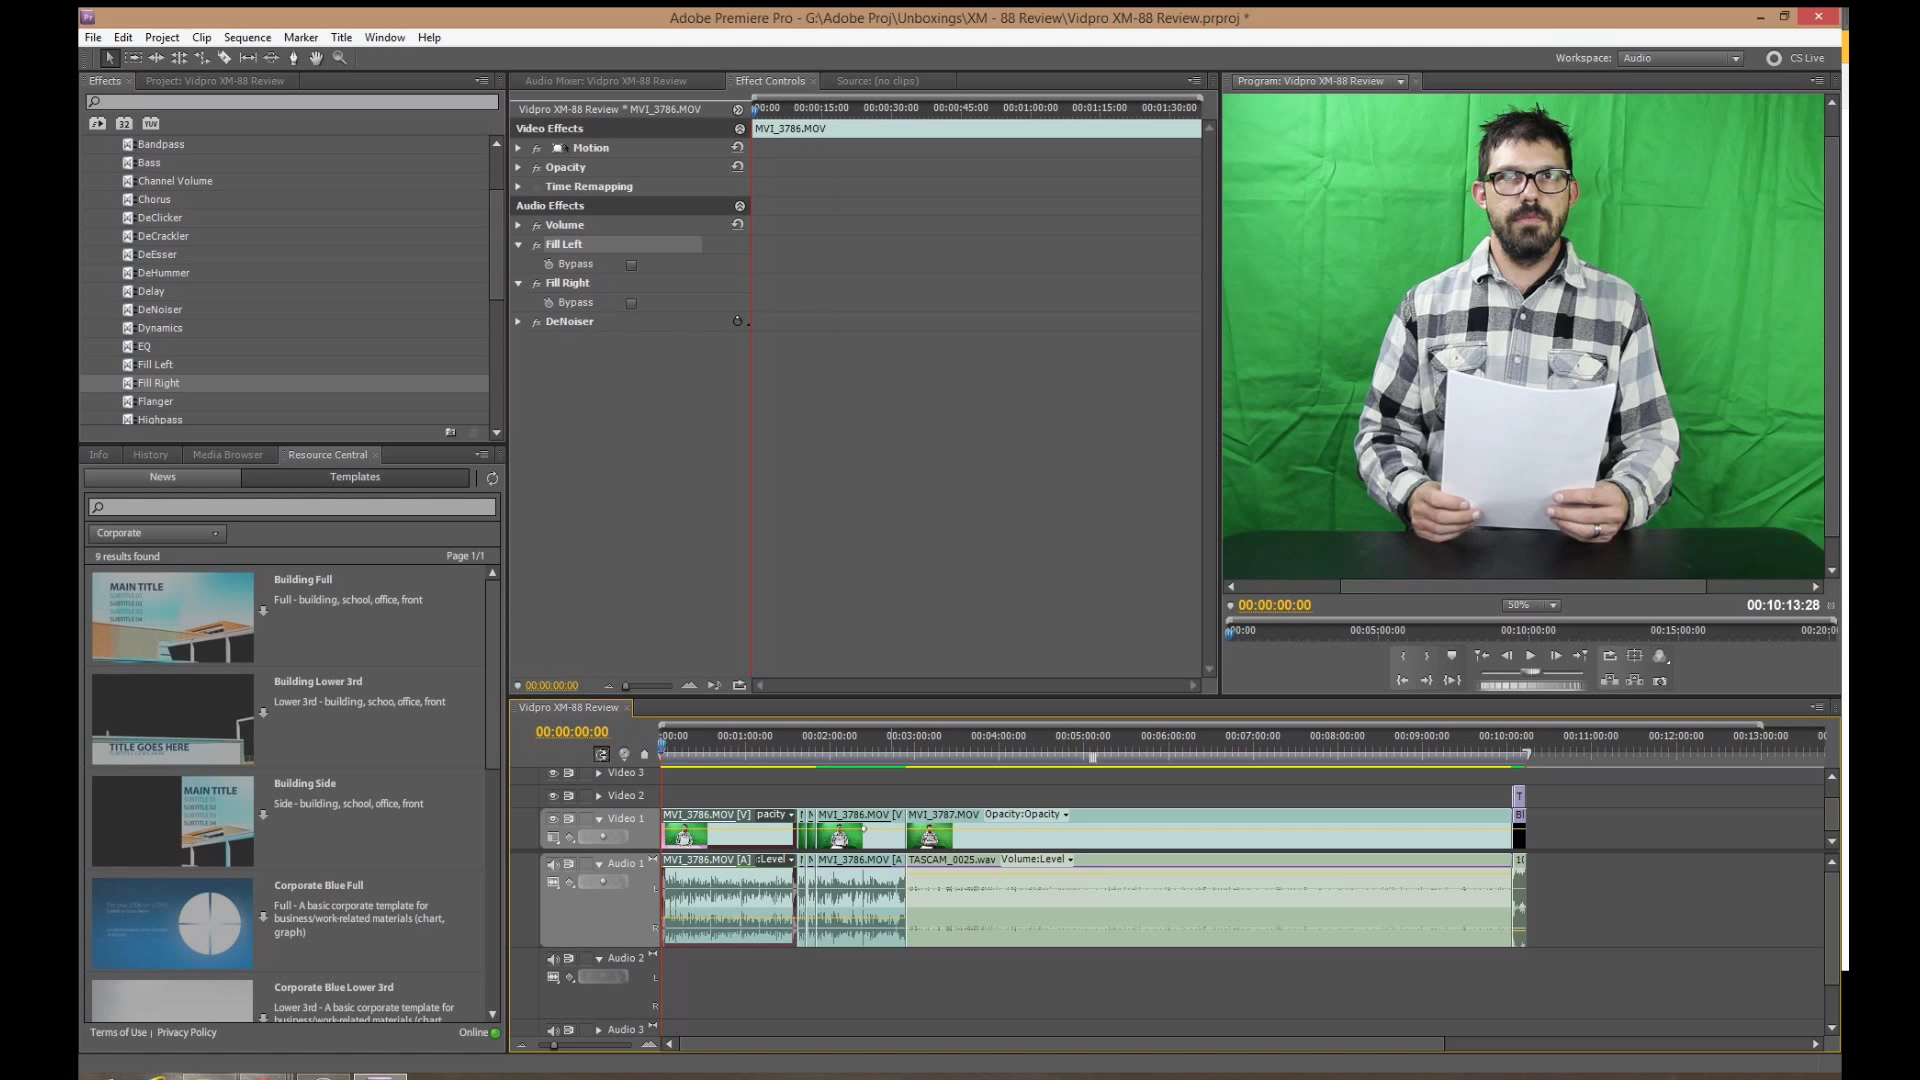 Adobe Premiere Pro - G:\Adobe Proj\Unboxings\XM - 88 Review\Vidpro XM-88 Review.prproj *
File Edit Project Clip Sequence Marker Title Window Help
Workspace: Audio CS Live
Effects × Project: Vidpro XM-88 Review
Audio Mixer: Vidpro XM-88 Review Effect Controls × Source: (no clips)
Program: Vidpro XM-88 Review
32 YUV
Bandpass
Bass
Channel Volume
Chorus
DeClicker
DeCrackler
DeEsser
DeHummer
Delay
DeNoiser
Dynamics
EQ
Fill Left
Fill Right
Flanger
Highpass
Vidpro XM-88 Review * MVI_3786.MOV
00:00 00:00:15:00 00:00:30:00 00:00:45:00 00:01:00:00 00:01:15:00 00:01:30:00
Video Effects
MVI_3786.MOV
fx Motion
fx Opacity
Time Remapping
Audio Effects
fx Volume
fx Fill Left
Bypass
fx Fill Right
Bypass
fx DeNoiser
00:00:00:00
00:00:00:00 50% 00:10:13:28
00:00 00:05:00:00 00:10:00:00 00:15:00:00 00:20:0
Info History Media Browser Resource Central ×
News Templates
Corporate
9 results found Page 1/1
MAIN TITLE
SUBTITLE 01
SUBTITLE 02
SUBTITLE 03
SUBTITLE 04
Building Full
Full - building, school, office, front
TITLE GOES HERE
Building Lower 3rd
Lower 3rd - building, schoo, office, front
MAIN TITLE
Building Side
Side - building, school, office, front
Corporate Blue Full
Full - A basic corporate template for
business/work-related materials (chart,
graph)
Corporate Blue Lower 3rd
Lower 3rd - A basic corporate template for
business/work-related materials (chart
Terms of Use | Privacy Policy Online
Vidpro XM-88 Review ×
00:00:00:00
:00:00 00:01:00:00 00:02:00:00 00:03:00:00 00:04:00:00 00:05:00:00 00:06:00:00 00:07:00:00 00:08:00:00 00:09:00:00 00:10:00:00 00:11:00:00 00:12:00:00 00:13:00:00 00
Video 3
Video 2
T
Video 1
MVI_3786.MOV [V] pacity MVI_3786.MOV [V MVI_3787.MOV Opacity:Opacity Bl
Audio 1
MVI_3786.MOV [A] :Level MVI_3786.MOV [A TASCAM_0025.wav Volume:Level 10
L
R
Audio 2
L
R
Audio 3